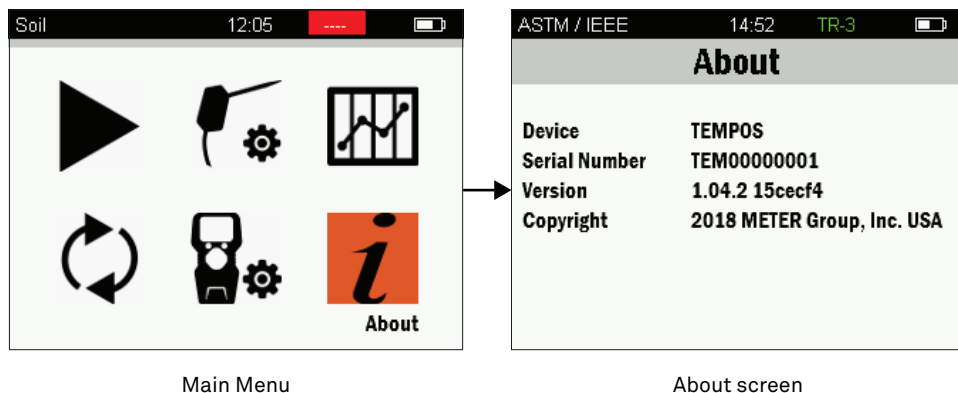 Soil 12:05 ----
About
Main Menu
ASTM / IEEE 14:52 TR-3
About
Device TEMPOS
Serial Number TEM00000001
Version 1.04.2 15cecf4
Copyright 2018 METER Group, Inc. USA
About screen